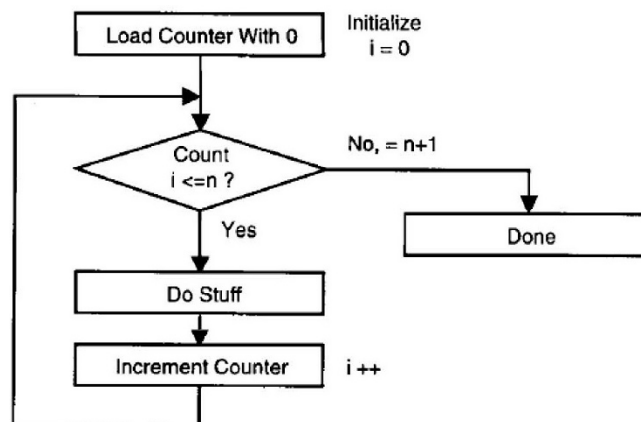 Load Counter With 0
Initialize
i = 0
Count
i <=n ?
No, = n+1
Yes
Done
Do Stuff
Increment Counter
i ++